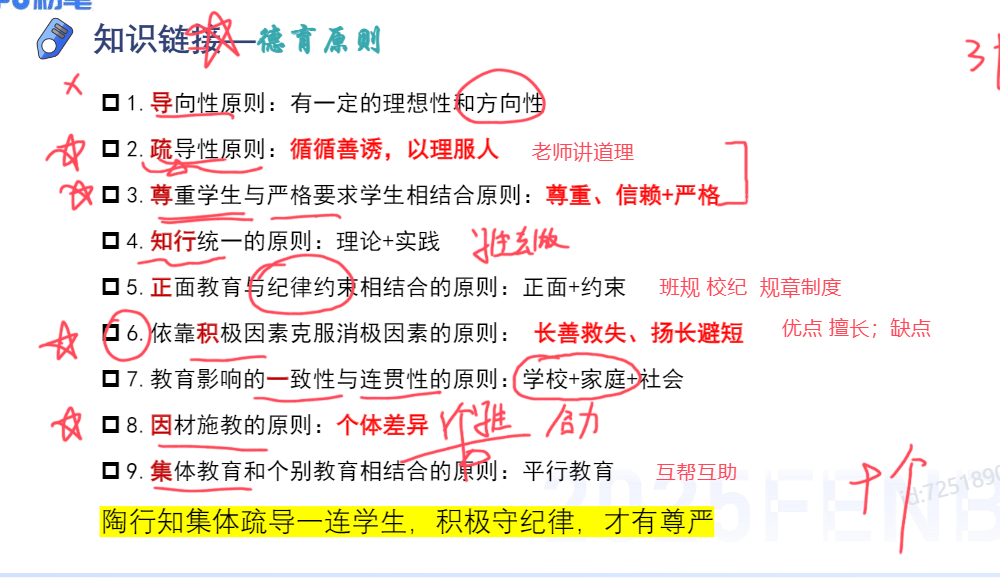 粉笔
知识链接—德育原则
1.导向性原则：有一定的理想性和方向性
2.疏导性原则：循循善诱，以理服人 老师讲道理
3.尊重学生与严格要求学生相结合原则：尊重、信赖+严格
4.知行统一的原则：理论+实践
5.正面教育与纪律约束相结合的原则：正面+约束 班规 校纪 规章制度
6.依靠积极因素克服消极因素的原则： 长善救失、扬长避短 优点 擅长；缺点
7.教育影响的一致性与连贯性的原则：学校+家庭+社会
8.因材施教的原则：个体差异 合力
9.集体教育和个别教育相结合的原则：平行教育 互帮互助
陶行知集体疏导一连学生，积极守纪律，才有尊严
id:7251890
2025FENB